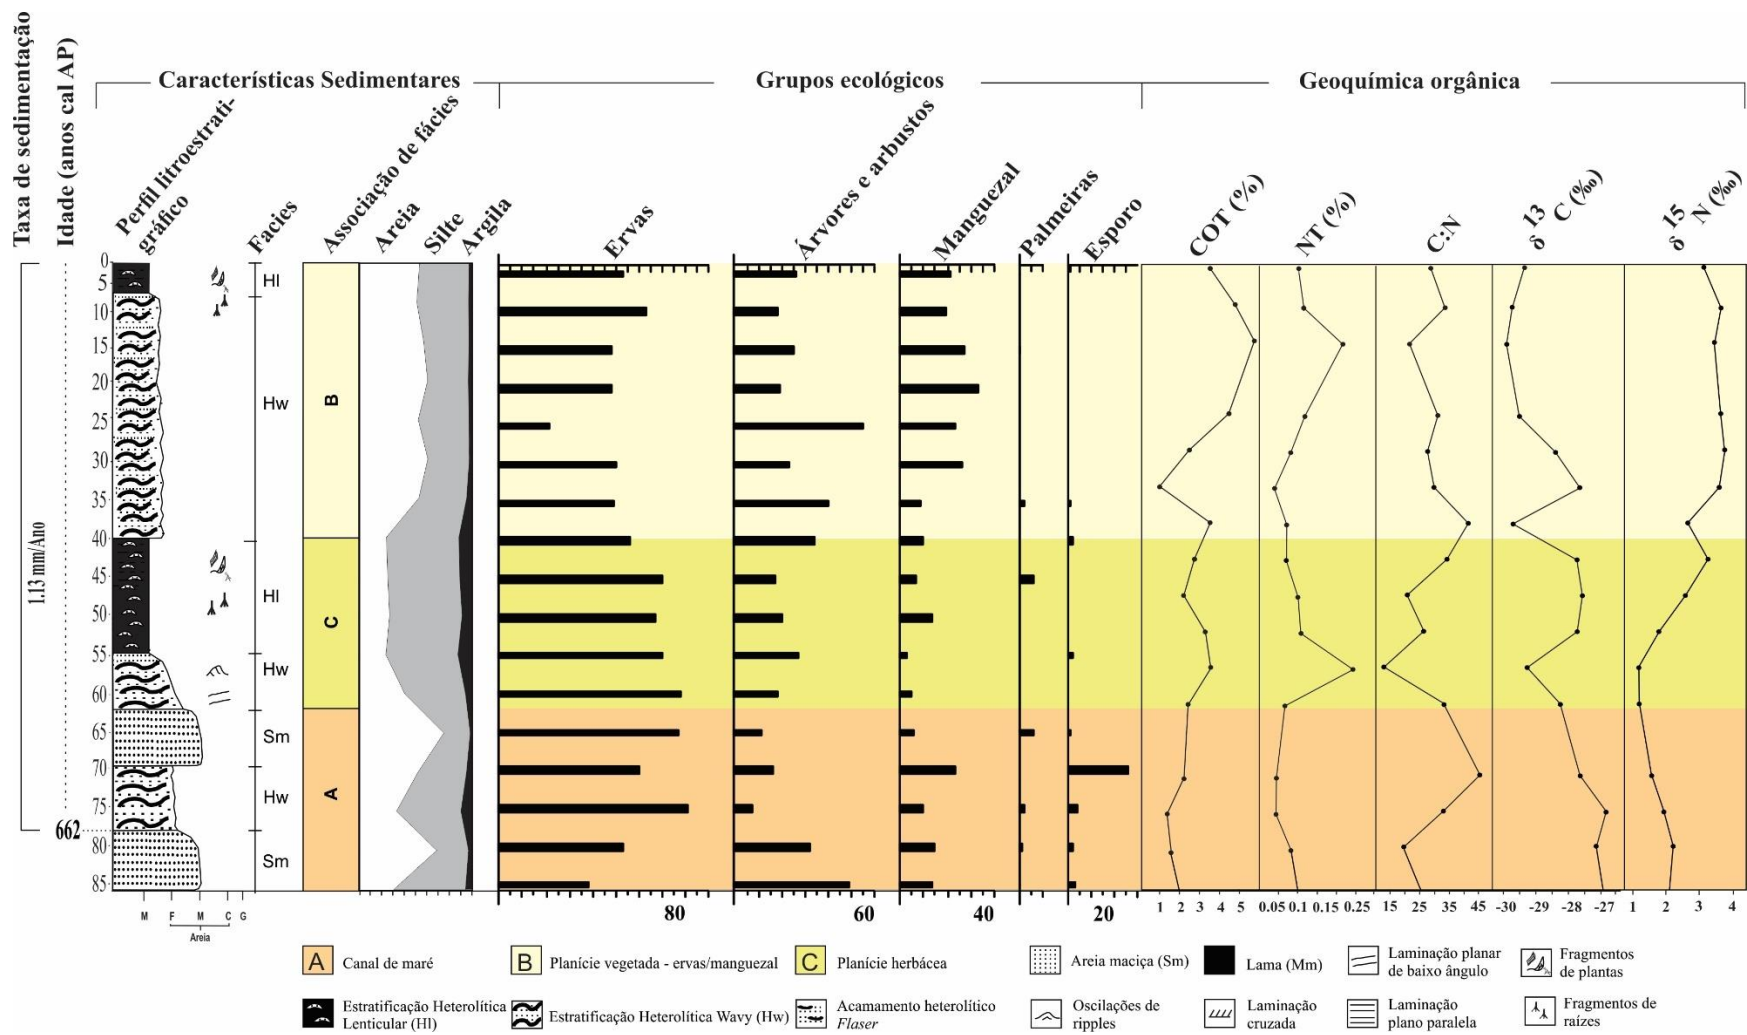 Características Sedimentares
Grupos ecológicos
Geoquímica orgânica
Taxa de sedimentação
Idade (anos cal AP)
Perfil litroestrati-
gráfico
Facies
Associação de fácies
Areia
Silte
Argila
Ervas
Árvores e arbustos
Manguezal
Palmeiras
Esporo
COT (%)
NT (%)
C:N
δ 13 C (‰)
δ 15 N (‰)
1.13 mm/Ano
662
0
5
10
15
20
25
30
35
40
45
50
55
60
65
70
75
80
85
Hl
Hw
Hl
Hw
Sm
Hw
Sm
B
C
A
M F M C G
Areia
80
60
40
20
1 2 3 4 5
0.05 0.1 0.15 0.25
15 25 35 45
-30 -29 -28 -27
1 2 3 4
A Canal de maré
B Planície vegetada - ervas/manguezal
C Planície herbácea
Areia maciça (Sm)
Lama (Mm)
Laminação planar
de baixo ângulo
Fragmentos
de plantas
Estratificação Heterolítica
Lenticular (Hl)
Estratificação Heterolítica Wavy (Hw)
Acamamento heterolítico
Flaser
Oscilações de
ripples
Laminação
cruzada
Laminação
plano paralela
Fragmentos de
raízes